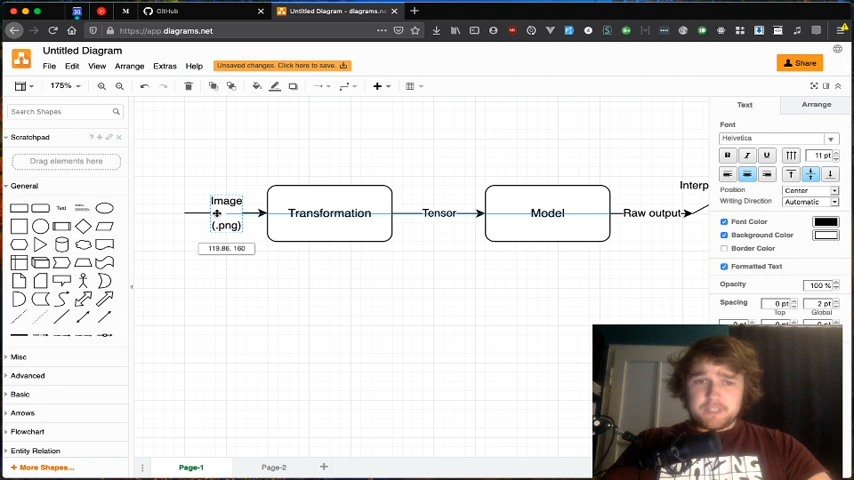 GitHub
Untitled Diagram – diagrams.net
https://app.diagrams.net
Untitled Diagram
File Edit View Arrange Extras Help
Unsaved changes. Click here to save.
Share
175%
Search Shapes
Scratchpad
Drag elements here
General
Text
Misc
Advanced
Basic
Arrows
Flowchart
Entity Relation
+ More Shapes...
Image
(.png)
119.86, 160
Transformation
Tensor
Model
Raw output
Interp
Page-1
Page-2
Text
Arrange
Font
Helvetica
B I U
11 pt
Position
Center
Writing Direction
Automatic
Font Color
Background Color
Border Color
Formatted Text
Opacity
100 %
Spacing
0 pt
2 pt
Top
Global